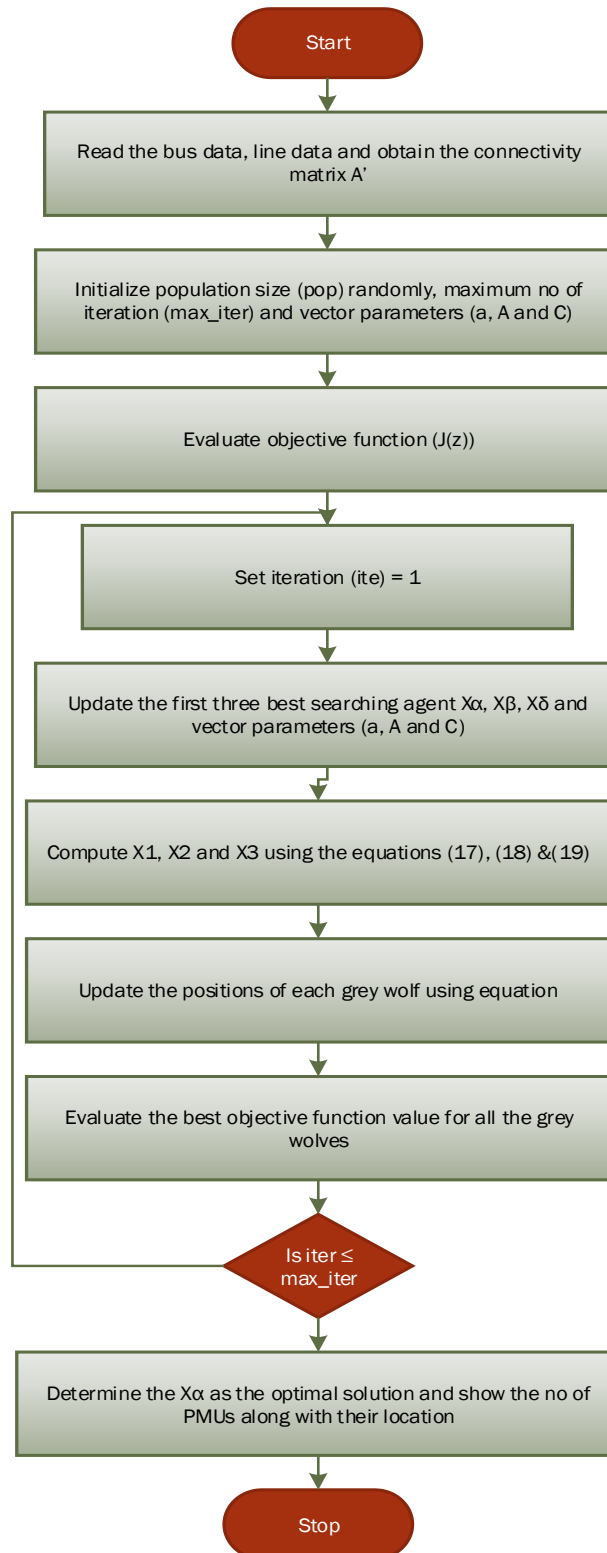 Start
Read the bus data, line data and obtain the connectivity
matrix A’
Initialize population size (pop) randomly, maximum no of
iteration (max_iter) and vector parameters (a, A and C)
Evaluate objective function (J(z))
Set iteration (ite) = 1
Update the first three best searching agent Xα, Xβ, Xδ and
vector parameters (a, A and C)
Compute X1, X2 and X3 using the equations (17), (18) &(19)
Update the positions of each grey wolf using equation
Evaluate the best objective function value for all the grey
wolves
Is iter ≤
max_iter
Determine the Xα as the optimal solution and show the no of
PMUs along with their location
Stop